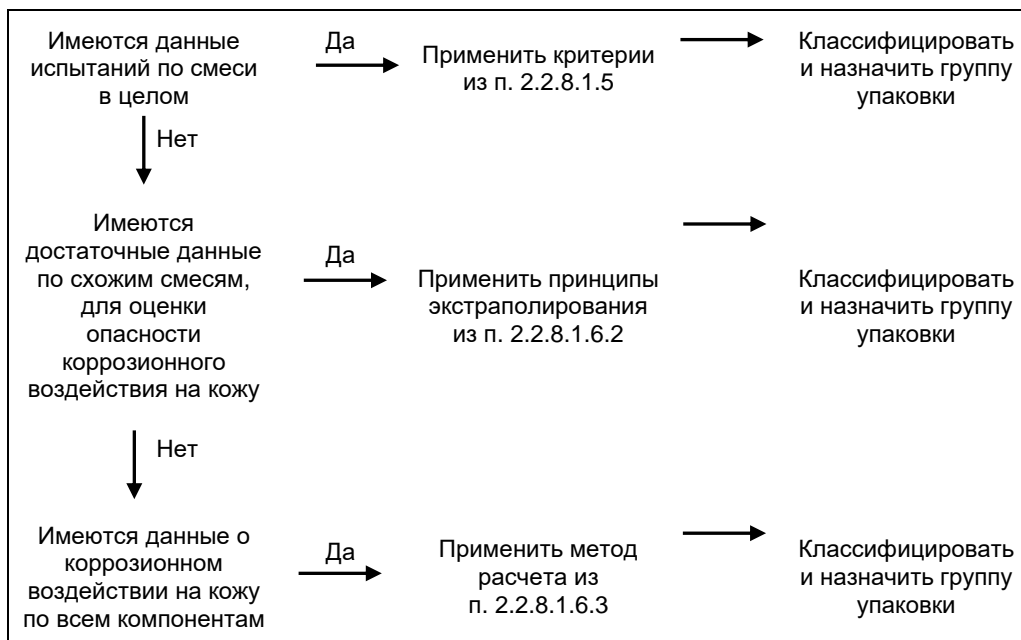 Имеются данные
испытаний по смеси
в целом
Да
Применить критерии
из п. 2.2.8.1.5
Классифицировать
и назначить группу
упаковки
Нет
Имеются
достаточные данные
по схожим смесям,
для оценки
опасности
коррозионного
воздействия на кожу
Да
Применить принципы
экстраполирования
из п. 2.2.8.1.6.2
Классифицировать
и назначить группу
упаковки
Нет
Имеются данные о
коррозионном
воздействии на кожу
по всем компонентам
Да
Применить метод
расчета из
п. 2.2.8.1.6.3
Классифицировать
и назначить группу
упаковки